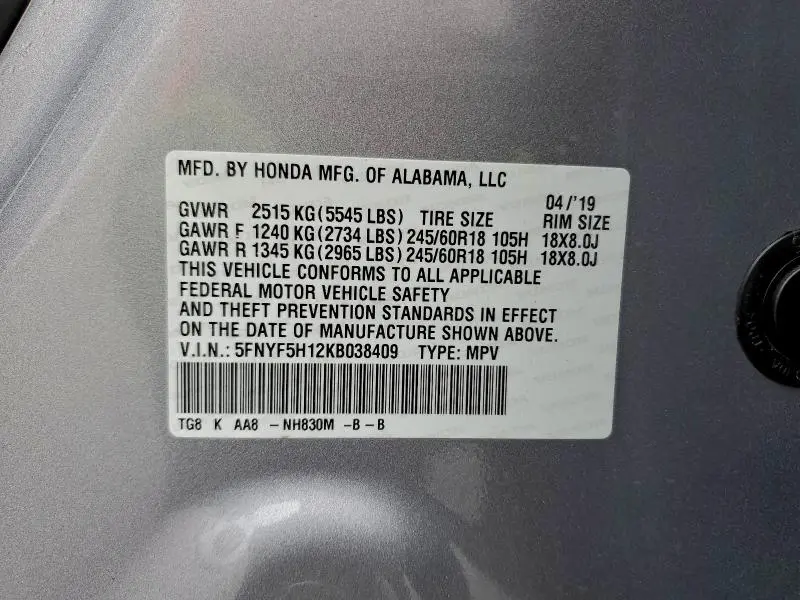 MFD. BY HONDA MFG. OF ALABAMA, LLC
04/'19
GVWR 2515 KG (5545 LBS) TIRE SIZE RIM SIZE
GAWR F 1240 KG (2734 LBS) 245/60R18 105H 18X8.0J
GAWR R 1345 KG (2965 LBS) 245/60R18 105H 18X8.0J
THIS VEHICLE CONFORMS TO ALL APPLICABLE
FEDERAL MOTOR VEHICLE SAFETY
AND THEFT PREVENTION STANDARDS IN EFFECT
ON THE DATE OF MANUFACTURE SHOWN ABOVE.
V.I.N.: 5FNYF5H12KB038409 TYPE: MPV
TG8 K AA8 -NH830M -B-B